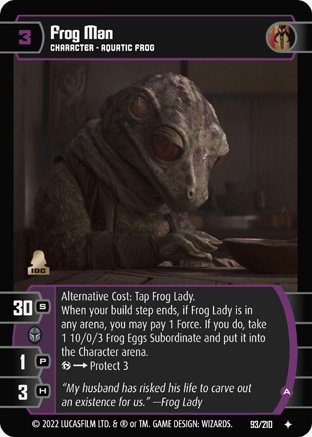 3
Frog Man
CHARACTER - AQUATIC FROG
IDC
30 S
1 P
3 H
Alternative Cost: Tap Frog Lady.
When your build step ends, if Frog Lady is in
any arena, you may pay 1 Force. If you do, take
1 10/0/3 Frog Eggs Subordinate and put it into
the Character arena.
→ Protect 3
“My husband has risked his life to carve out
an existence for us.” —Frog Lady
A
© 2022 LUCASFILM LTD. & ® or TM. GAME DESIGN: WIZARDS.
93/210